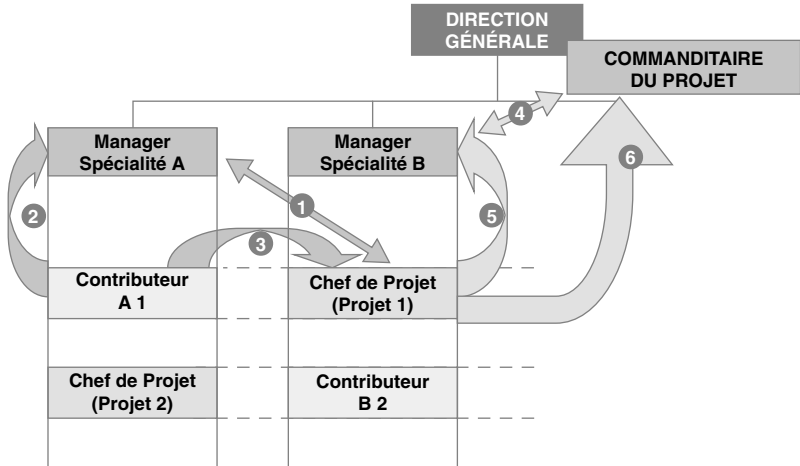 DIRECTION
GÉNÉRALE
COMMANDITAIRE
DU PROJET
4
Manager
Spécialité A
Manager
Spécialité B
6
1
2
5
3
Contributeur
A 1
Chef de Projet
(Projet 1)
Chef de Projet
(Projet 2)
Contributeur
B 2